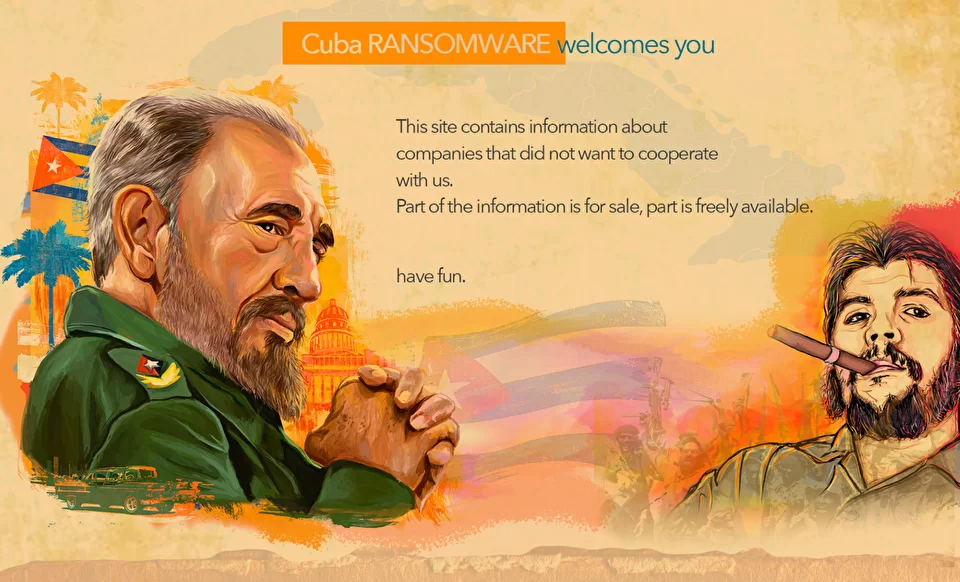 Cuba RANSOMWARE welcomes you
This site contains information about
companies that did not want to cooperate
with us.
Part of the information is for sale, part is freely available.
have fun.